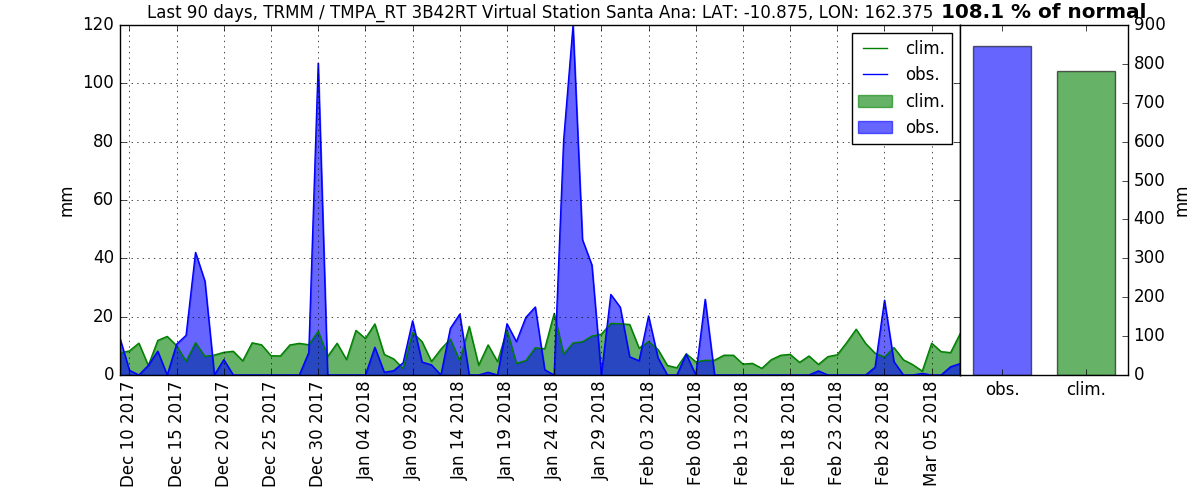 Last 90 days, TRMM / TMPA_RT 3B42RT Virtual Station Santa Ana: LAT: -10.875, LON: 162.375 108.1 % of normal
120
100
80
60
40
20
0
mm
clim.
obs.
clim.
obs.
900
800
700
600
500
400
300
200
100
0
mm
obs.
clim.
Dec 10 2017
Dec 15 2017
Dec 20 2017
Dec 25 2017
Dec 30 2017
Jan 04 2018
Jan 09 2018
Jan 14 2018
Jan 19 2018
Jan 24 2018
Jan 29 2018
Feb 03 2018
Feb 08 2018
Feb 13 2018
Feb 18 2018
Feb 23 2018
Feb 28 2018
Mar 05 2018